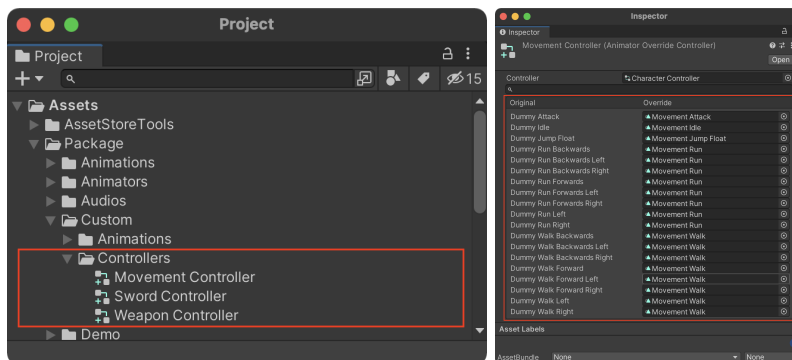 Project
Project
15
Assets
AssetStoreTools
Package
Animations
Animators
Audios
Custom
Animations
Controllers
Movement Controller
Sword Controller
Weapon Controller
Demo
Inspector
Inspector
Movement Controller (Animator Override Controller)
Open
Controller Character Controller
Original Override
Dummy Attack Movement Attack
Dummy Idle Movement Idle
Dummy Jump Float Movement Jump Float
Dummy Run Backwards Movement Run
Dummy Run Backwards Left Movement Run
Dummy Run Backwards Right Movement Run
Dummy Run Forwards Movement Run
Dummy Run Forwards Left Movement Run
Dummy Run Forwards Right Movement Run
Dummy Run Left Movement Run
Dummy Run Right Movement Run
Dummy Walk Backwards Movement Walk
Dummy Walk Backwards Left Movement Walk
Dummy Walk Backwards Right Movement Walk
Dummy Walk Forward Movement Walk
Dummy Walk Forward Left Movement Walk
Dummy Walk Forward Right Movement Walk
Dummy Walk Left Movement Walk
Dummy Walk Right Movement Walk
Asset Labels
AssetBundle None None